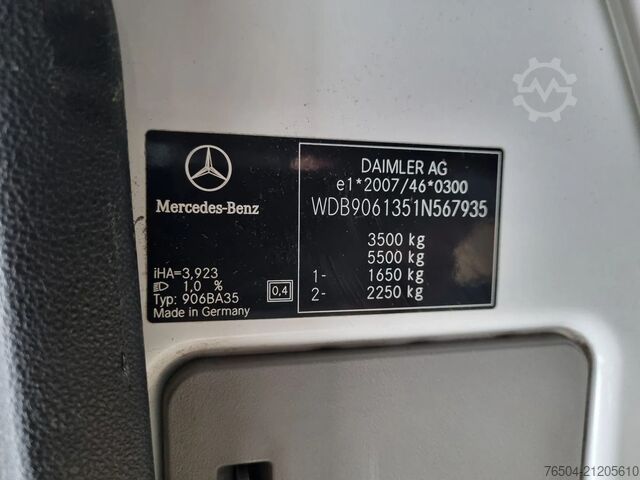 Mercedes-Benz
iHA=3,923
1,0 %
Typ: 906BA35
Made in Germany
0,4
DAIMLER AG
e1*2007/46*0300
WDB9061351N567935
3500 kg
5500 kg
1- 1650 kg
2- 2250 kg
76504-21205610